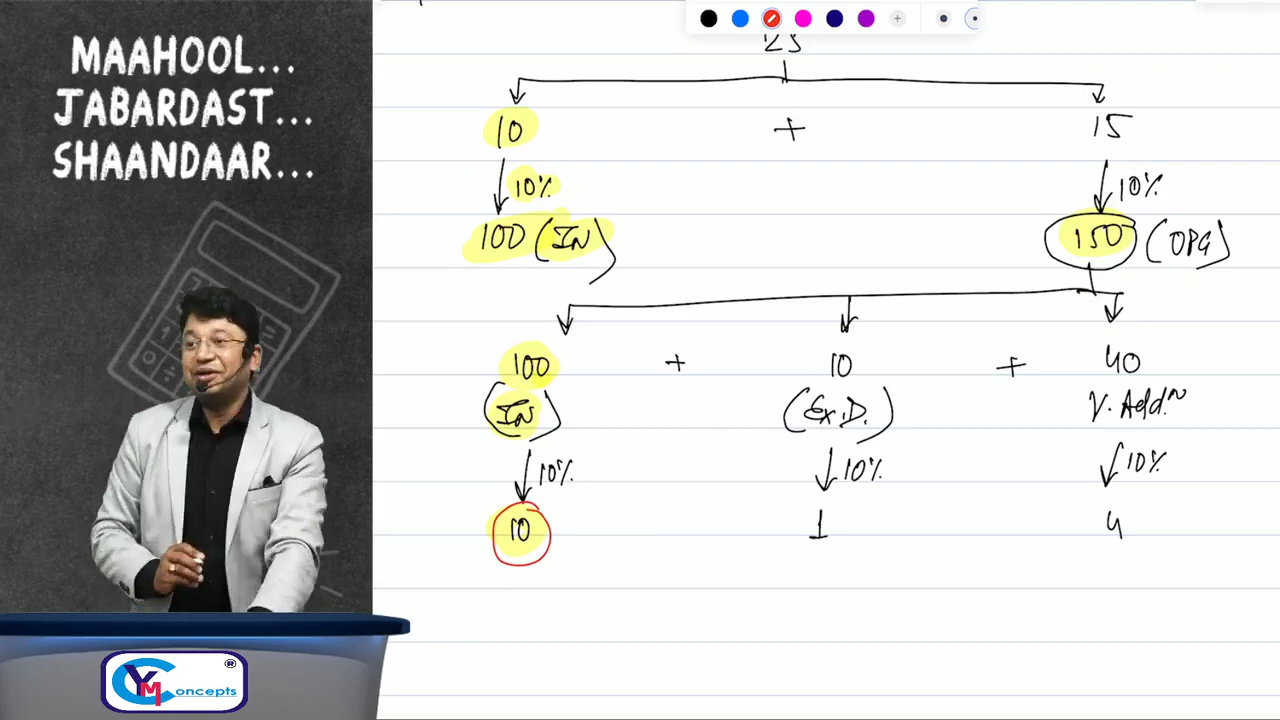 MAAHOOL...
JABARDAST...
SHAANDAAR...
25
10 + 15
10% 10%
100 (IN) 150 (OPG)
100 + 10 + 40
(IN) (Ex.D.) V. Addn
10% 10% 10%
10 1 4
CYM Concepts ®